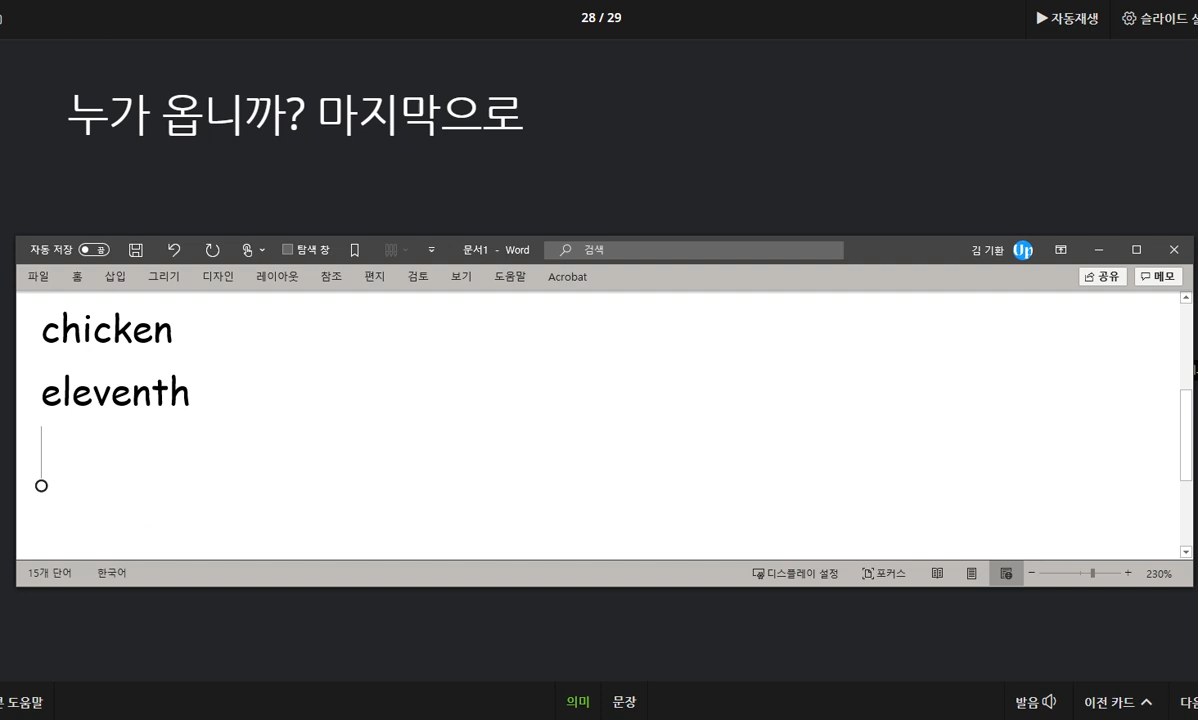 28 / 29
▶ 자동재생
슬라이드
누가 옵니까? 마지막으로
자동 저장 끔
탐색 창
문서1 - Word
검색
김 기환
Up
파일 홈 삽입 그리기 디자인 레이아웃 참조 편지 검토 보기 도움말 Acrobat
공유 메모
chicken
eleventh
15개 단어 한국어
디스플레이 설정 포커스
− + 230%
도움말
의미 문장
발음 이전 카드